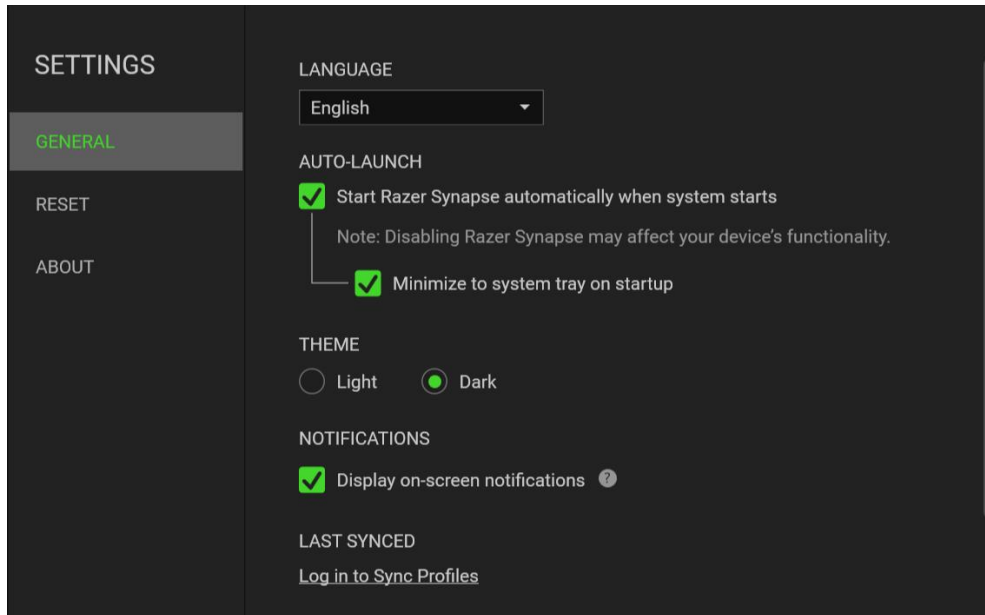 SETTINGS
GENERAL
RESET
ABOUT
LANGUAGE
English
AUTO-LAUNCH
Start Razer Synapse automatically when system starts
Note: Disabling Razer Synapse may affect your device’s functionality.
Minimize to system tray on startup
THEME
Light Dark
NOTIFICATIONS
Display on-screen notifications ?
LAST SYNCED
Log in to Sync Profiles